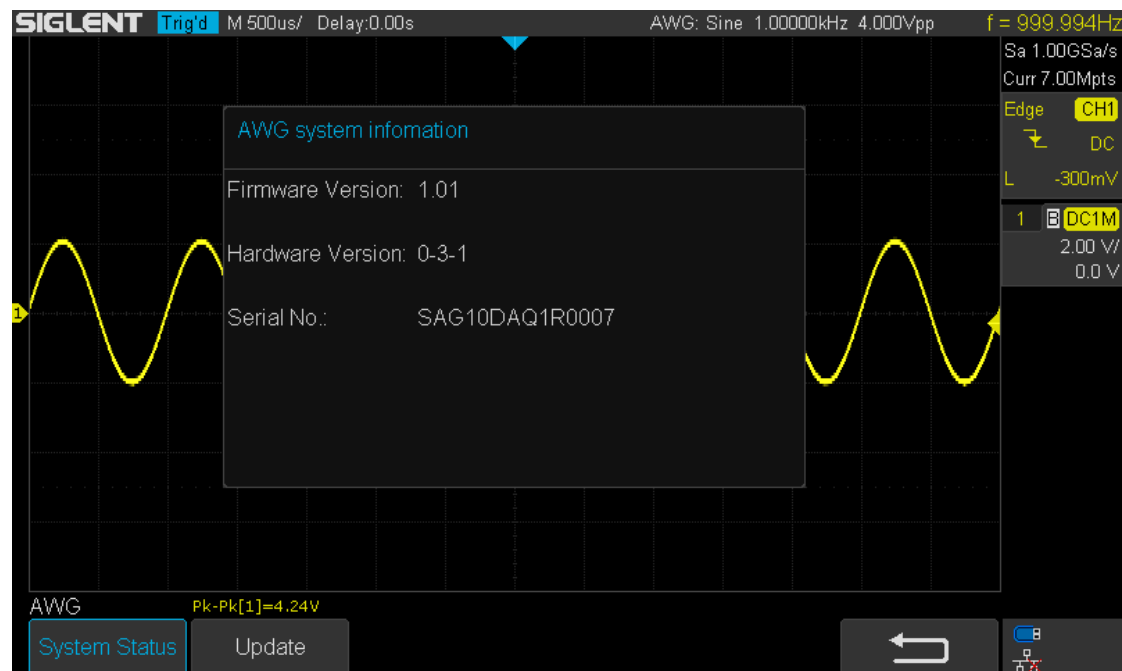 SIGLENT Trig'd M 500us/ Delay:0.00s AWG: Sine 1.00000kHz 4.000Vpp f = 999.994Hz
Sa 1.00GSa/s
Curr 7.00Mpts
Edge CH1
DC
L -300mV
1 B DC1M
2.00 V/
0.0 V
AWG system infomation
Firmware Version: 1.01
Hardware Version: 0-3-1
Serial No.: SAG10DAQ1R0007
1
AWG Pk-Pk[1]=4.24V
System Status Update